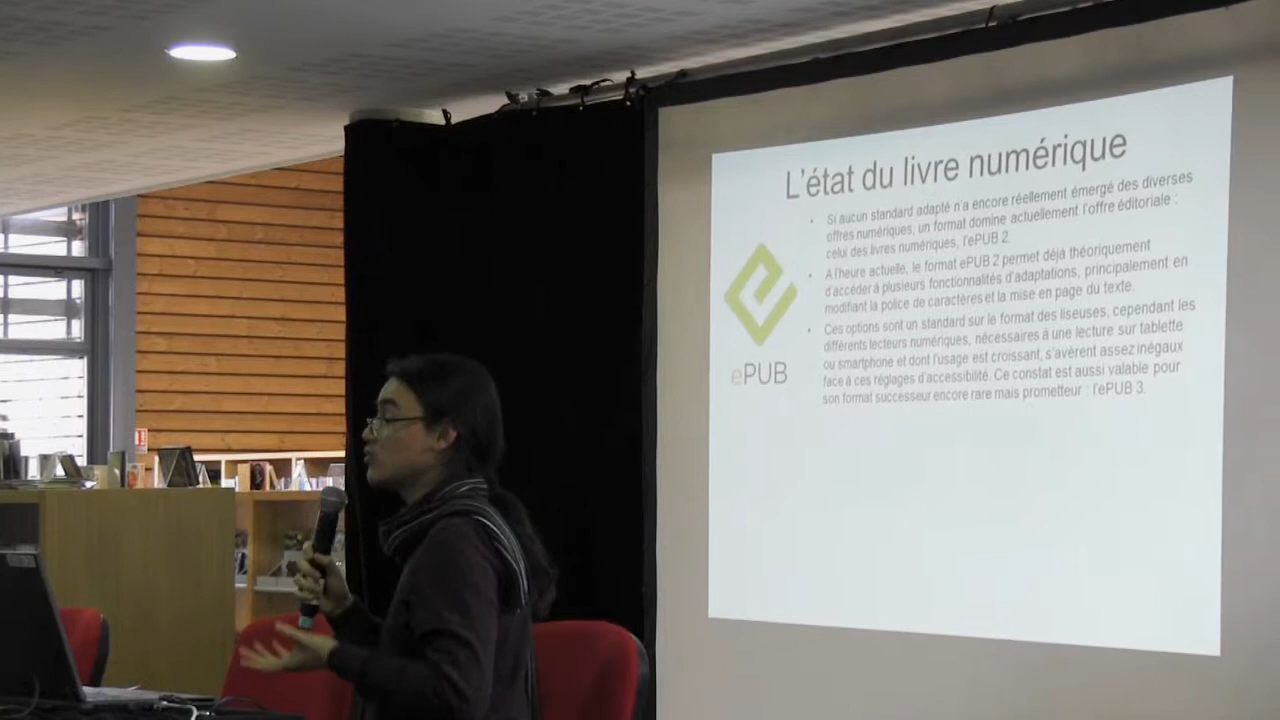 L'état du livre numérique
• Si aucun standard adapté n'a encore réellement émergé des diverses
offres numériques, un format domine actuellement l'offre éditoriale :
celui des livres numériques, l'ePUB 2.
• A l'heure actuelle, le format ePUB 2 permet déjà théoriquement
d'accéder à plusieurs fonctionnalités d'adaptations, principalement en
modifiant la police de caractères et la mise en page du texte.
• Ces options sont un standard sur le format des liseuses, cependant les
différents lecteurs numériques, nécessaires à une lecture sur tablette
ou smartphone et dont l'usage est croissant, s'avèrent assez inégaux
face à ces réglages d'accessibilité. Ce constat est aussi valable pour
son format successeur encore rare mais prometteur : l'ePUB 3.
ePUB